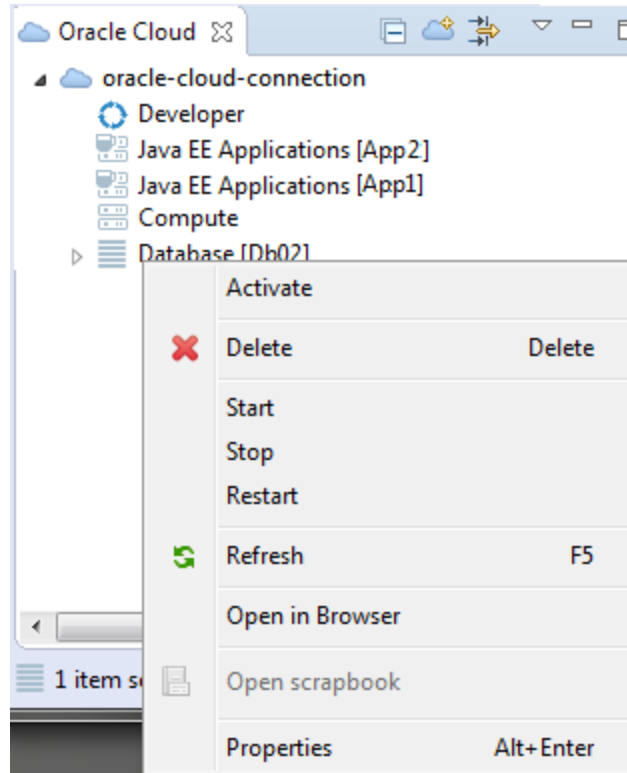 Oracle Cloud
oracle-cloud-connection
Developer
Java EE Applications [App2]
Java EE Applications [App1]
Compute
Database [Db02]
Activate
Delete Delete
Start
Stop
Restart
Refresh F5
Open in Browser
1 item
Open scrapbook
Properties Alt+Enter